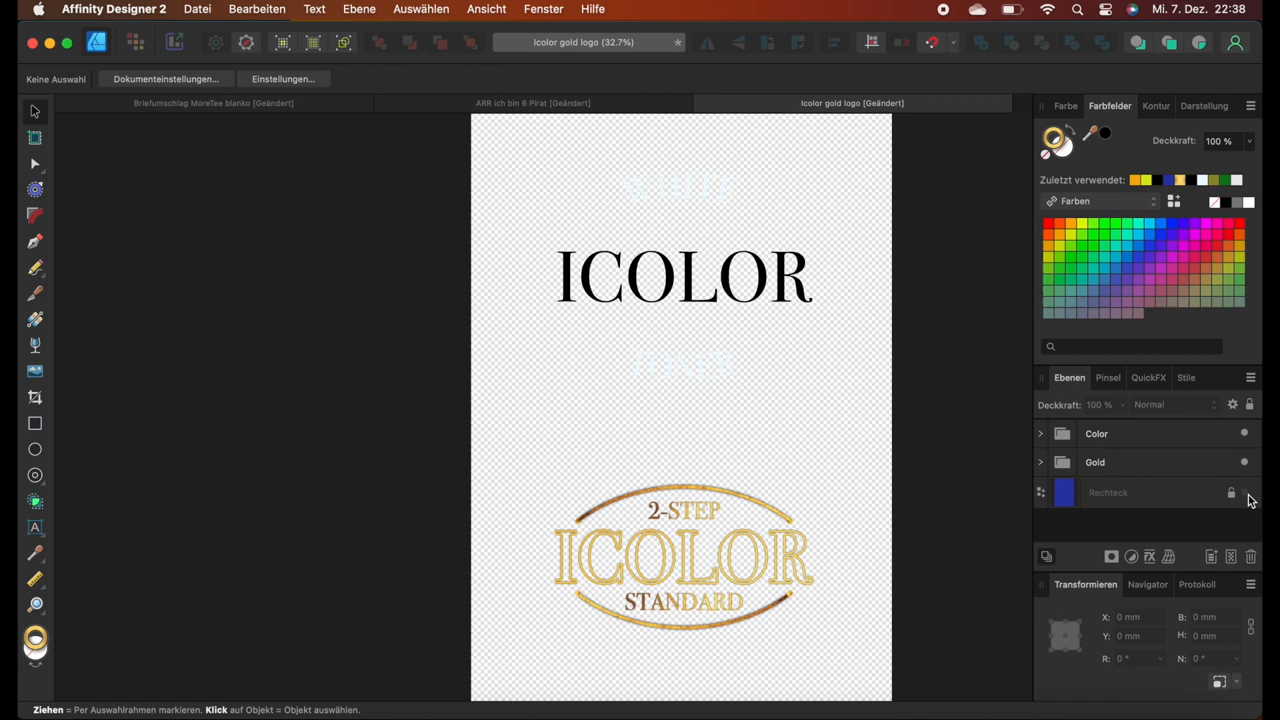 Affinity Designer 2 Datei Bearbeiten Text Ebene Auswählen Ansicht Fenster Hilfe Mi. 7. Dez. 22:38
Icolor gold logo (32.7%) *
Keine Auswahl Dokumenteinstellungen... Einstellungen...
Briefumschlag MoreTee blanko [Geändert] ARR ich bin 6 Pirat [Geändert] Icolor gold logo [Geändert]
Farbe Farbfelder Kontur Darstellung
Deckkraft: 100 %
Zuletzt verwendet:
Farben
ICOLOR
Ebenen Pinsel QuickFX Stile
Deckkraft: 100 % Normal
Color
Gold
Rechteck
2-STEP
ICOLOR
STANDARD
Transformieren Navigator Protokoll
X: 0 mm B: 0 mm
Y: 0 mm H: 0 mm
R: 0 ° N: 0 °
Ziehen = Per Auswahlrahmen markieren. Klick auf Objekt = Objekt auswählen.